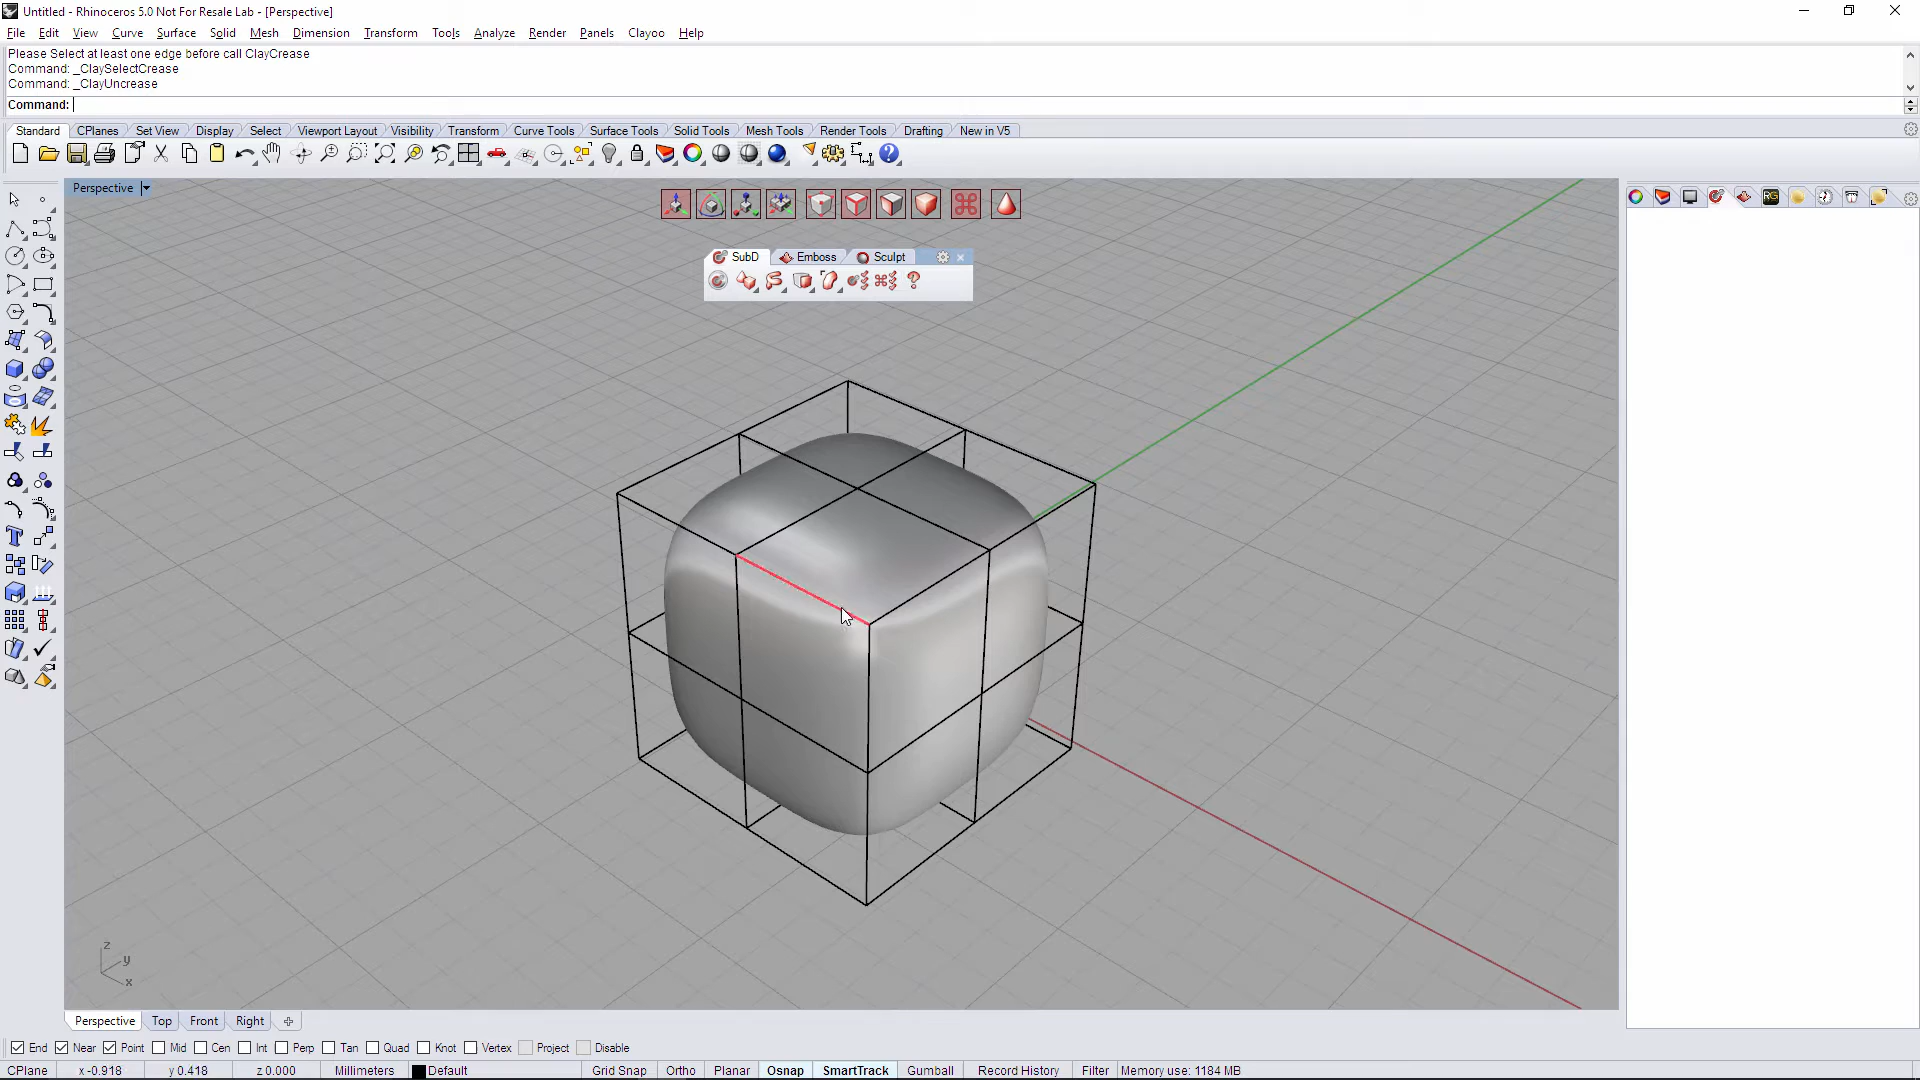 Untitled - Rhinoceros 5.0 Not For Resale Lab - [Perspective]
File Edit View Curve Surface Solid Mesh Dimension Transform Tools Analyze Render Panels Clayoo Help
Please Select at least one edge before call ClayCrease
Command: _ClaySelectCrease
Command: _ClayUncrease
Command:
Standard CPlanes Set View Display Select Viewport Layout Visibility Transform Curve Tools Surface Tools Solid Tools Mesh Tools Render Tools Drafting New in V5
Perspective
RG
SubD Emboss Sculpt
z
y
x
Perspective Top Front Right
End Near Point Mid Cen Int Perp Tan Quad Knot Vertex Project Disable
CPlane x -0.918 y 0.418 z 0.000 Millimeters Default Grid Snap Ortho Planar Osnap SmartTrack Gumball Record History Filter Memory use: 1184 MB